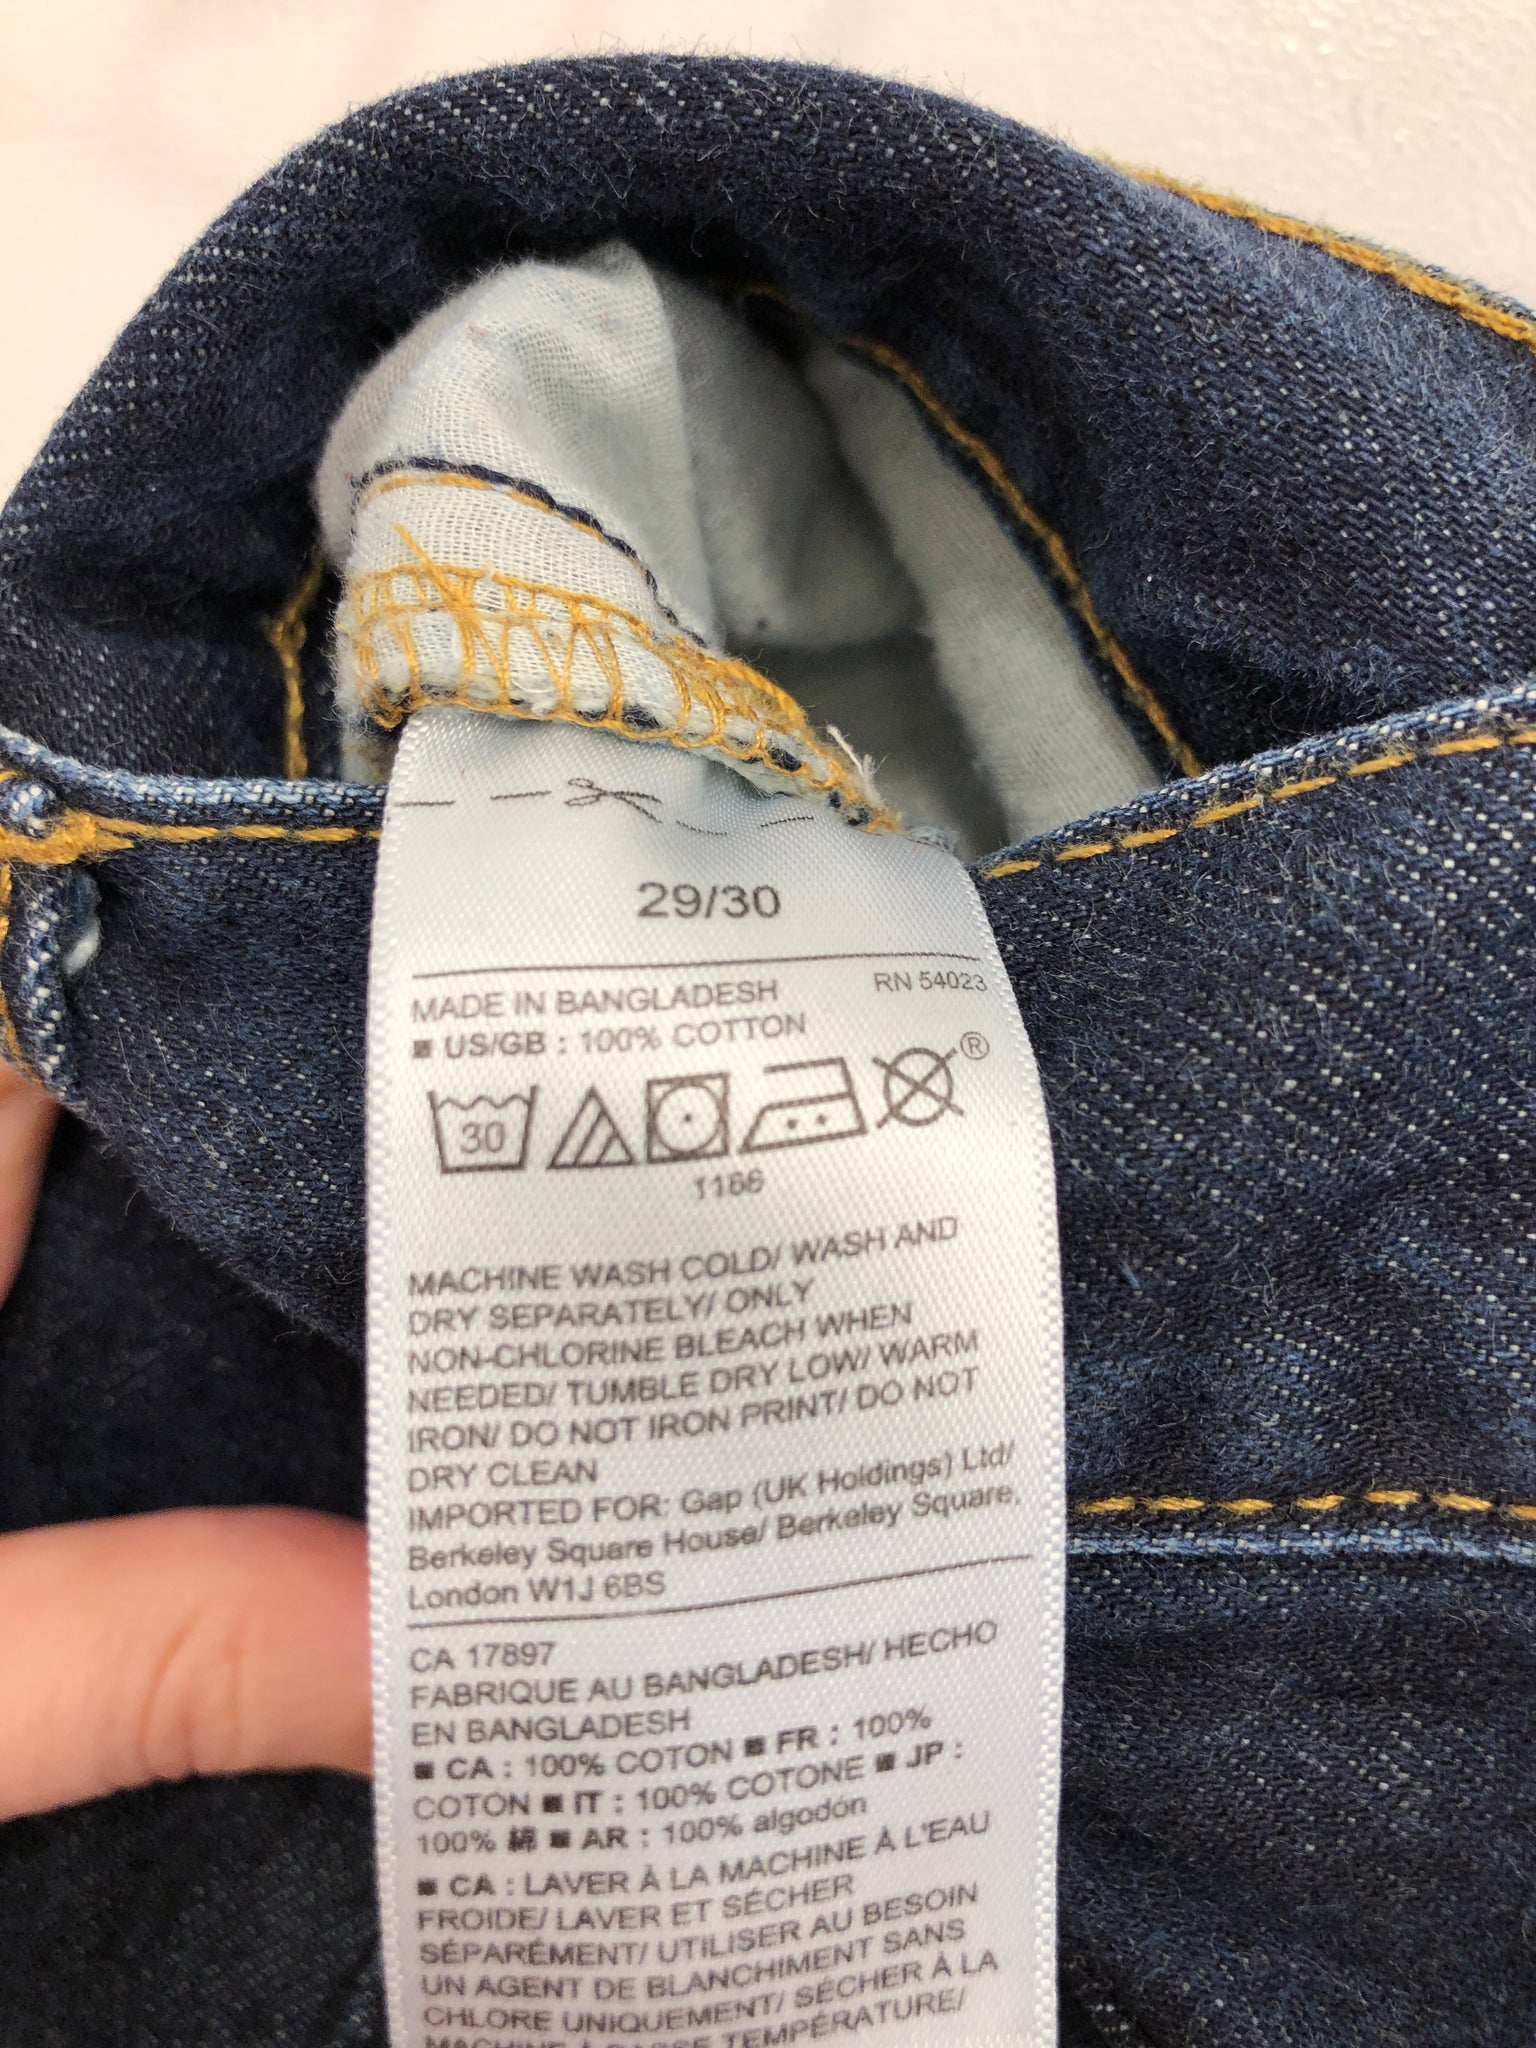 29/30
MADE IN BANGLADESH RN 54023
■ US/GB : 100% COTTON
30 ®
1166
MACHINE WASH COLD/ WASH AND
DRY SEPARATELY/ ONLY
NON-CHLORINE BLEACH WHEN
NEEDED/ TUMBLE DRY LOW/ WARM
IRON/ DO NOT IRON PRINT/ DO NOT
DRY CLEAN
IMPORTED FOR: Gap (UK Holdings) Ltd/
Berkeley Square House/ Berkeley Square,
London W1J 6BS
CA 17897
FABRIQUE AU BANGLADESH/ HECHO
EN BANGLADESH
■ CA : 100% COTON ■ FR : 100%
COTON ■ IT : 100% COTONE ■ JP :
100% 綿 ■ AR : 100% algodón
■ CA : LAVER À LA MACHINE À L'EAU
FROIDE/ LAVER ET SÉCHER
SÉPARÉMENT/ UTILISER AU BESOIN
UN AGENT DE BLANCHIMENT SANS
CHLORE UNIQUEMENT/ SÉCHER À LA
MACHINE À BASSE TEMPÉRATURE/